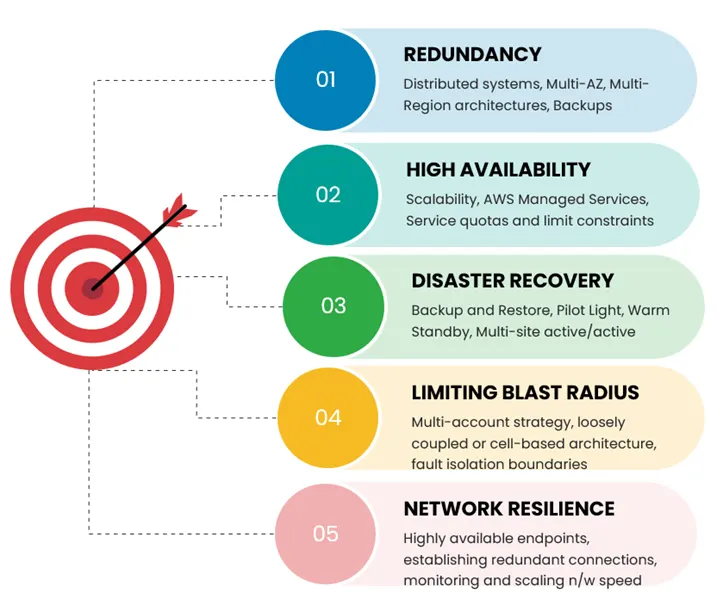 01
REDUNDANCY
Distributed systems, Multi-AZ, Multi-
Region architectures, Backups
02
HIGH AVAILABILITY
Scalability, AWS Managed Services,
Service quotas and limit constraints
03
DISASTER RECOVERY
Backup and Restore, Pilot Light, Warm
Standby, Multi-site active/active
04
LIMITING BLAST RADIUS
Multi-account strategy, loosely
coupled or cell-based architecture,
fault isolation boundaries
05
NETWORK RESILIENCE
Highly available endpoints,
establishing redundant connections,
monitoring and scaling n/w speed